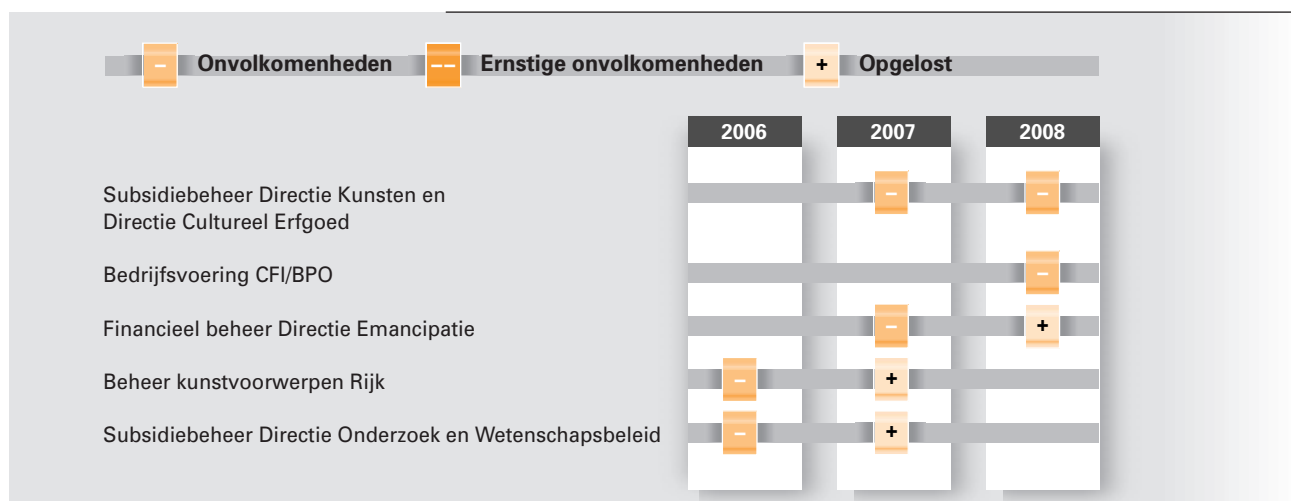 – Onvolkomenheden –– Ernstige onvolkomenheden + Opgelost
2006 2007 2008
Subsidiebeheer Directie Kunsten en
Directie Cultureel Erfgoed – –
Bedrijfsvoering CFI/BPO –
Financieel beheer Directie Emancipatie – +
Beheer kunstvoorwerpen Rijk – +
Subsidiebeheer Directie Onderzoek en Wetenschapsbeleid – +